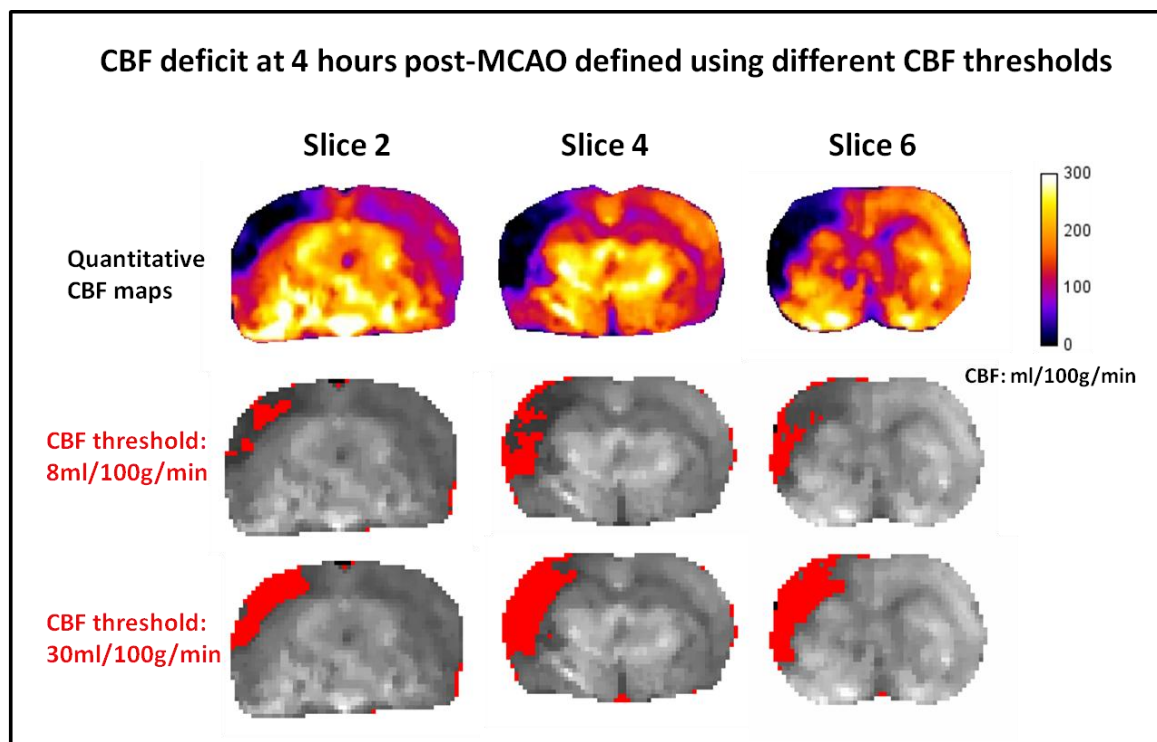 CBF deficit at 4 hours post-MCAO defined using different CBF thresholds
Slice 2
Slice 4
Slice 6
Quantitative
CBF maps
300
200
100
0
CBF: ml/100g/min
CBF threshold:
8ml/100g/min
CBF threshold:
30ml/100g/min